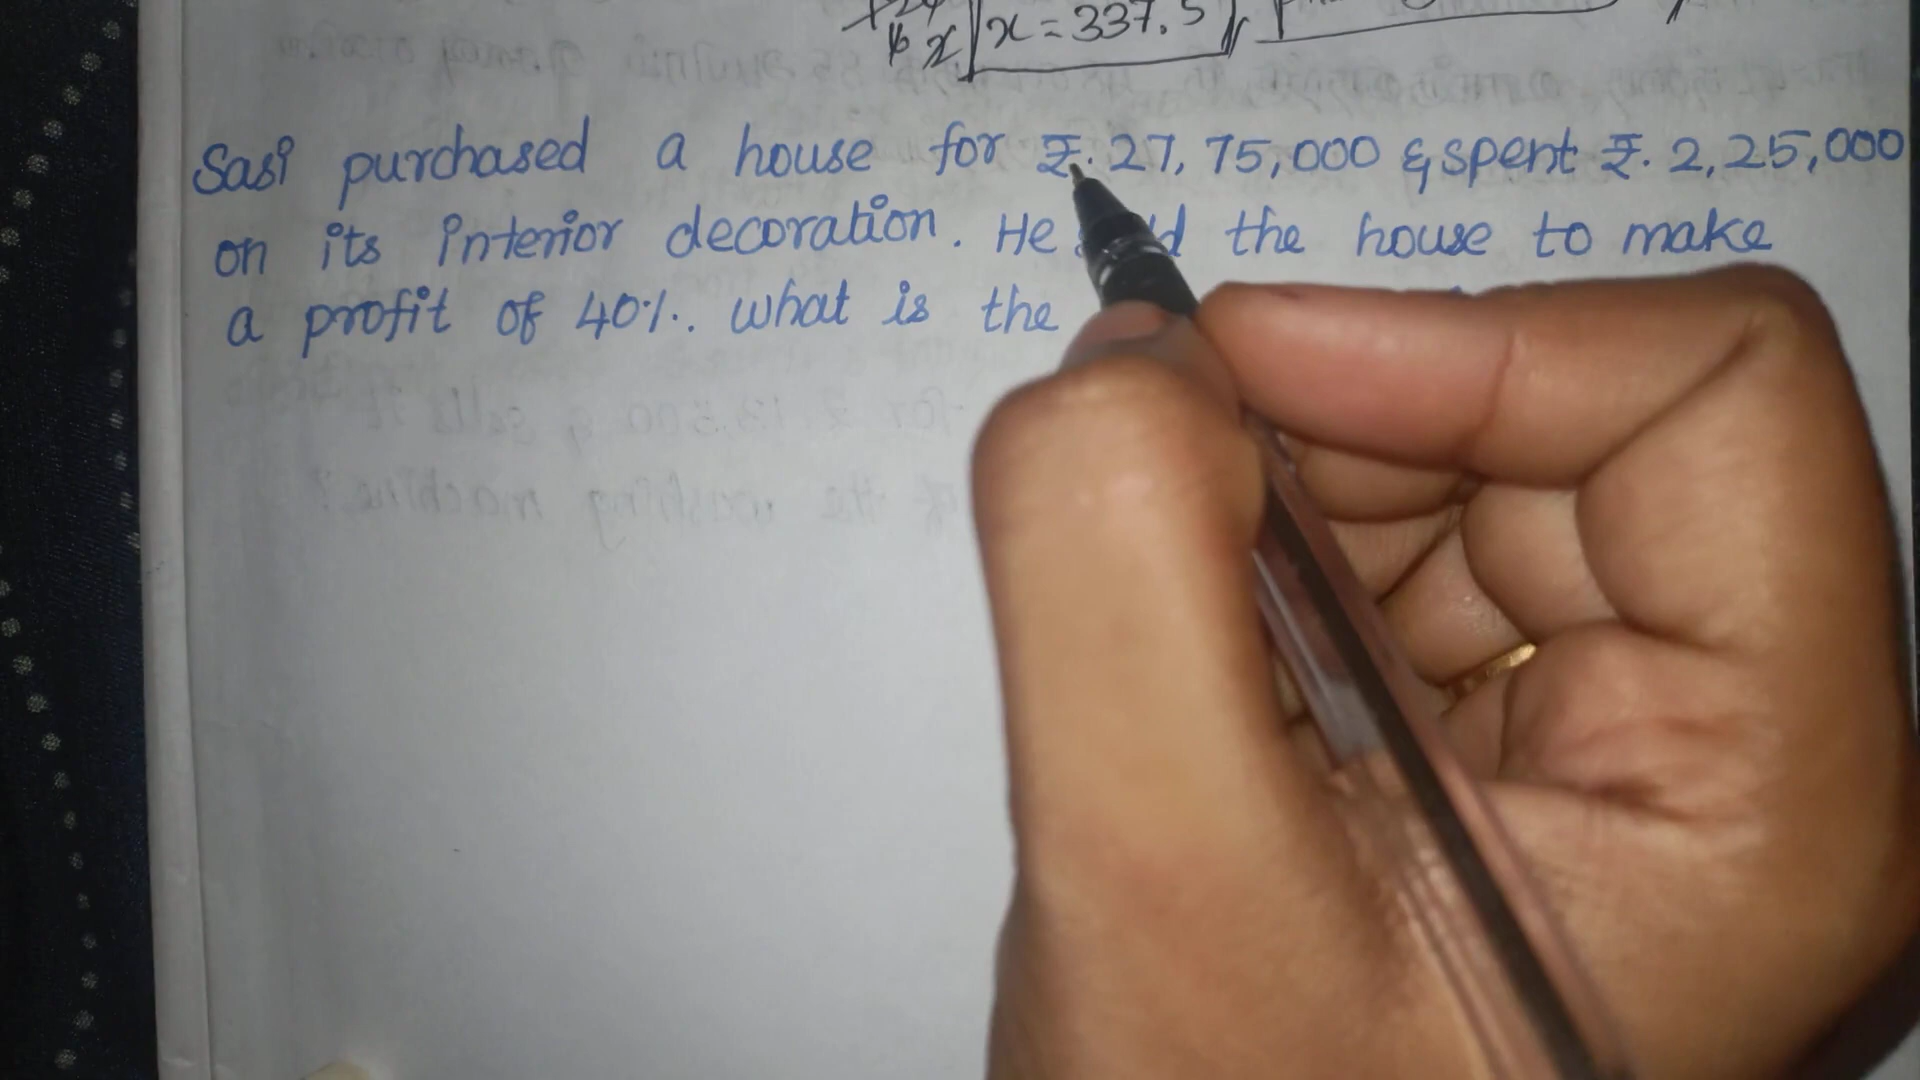 x = 337.5
Sasi purchased a house for ₹. 27,75,000 & spent ₹. 2,25,000
on its interior decoration. He the house to make
a profit of 40%. What is the